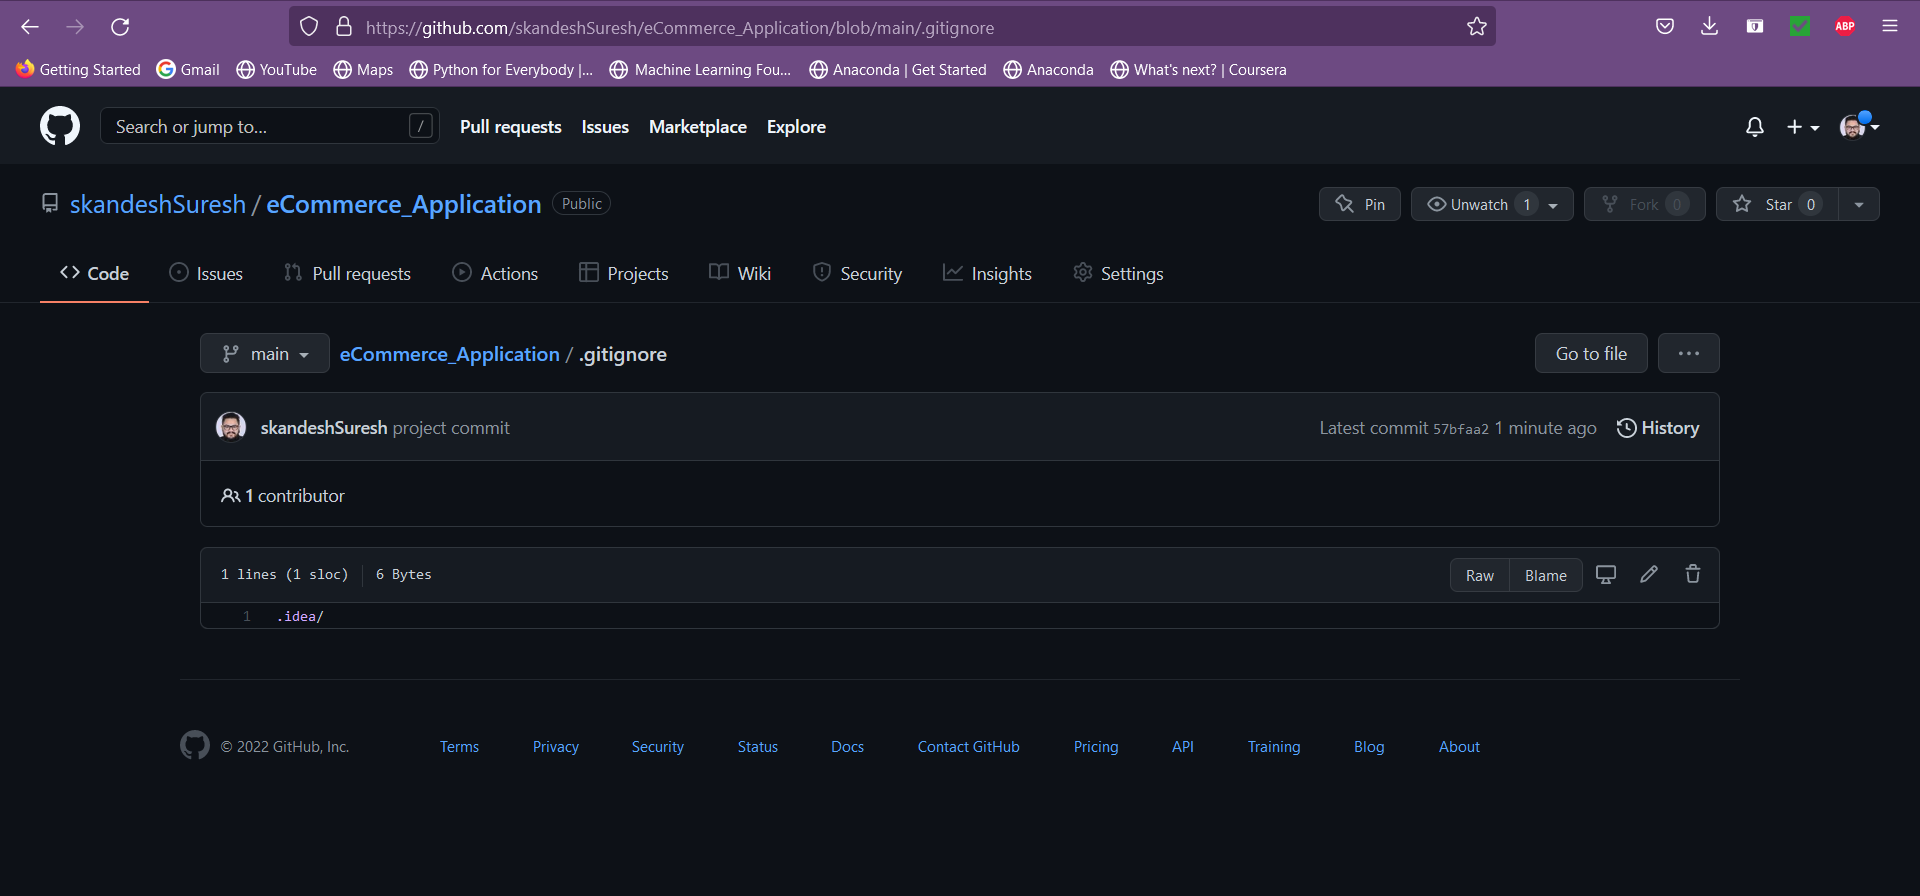 https://github.com/skandeshSuresh/eCommerce_Application/blob/main/.gitignore
ABP
Getting Started Gmail YouTube Maps Python for Everybody |... Machine Learning Fou... Anaconda | Get Started Anaconda What's next? | Coursera
Search or jump to... / Pull requests Issues Marketplace Explore
skandeshSuresh / eCommerce_Application Public Pin Unwatch 1 Fork 0 Star 0
Code Issues Pull requests Actions Projects Wiki Security Insights Settings
main eCommerce_Application / .gitignore Go to file ...
skandeshSuresh project commit Latest commit 57bfaa2 1 minute ago History
1 contributor
1 lines (1 sloc) 6 Bytes Raw Blame
1 .idea/
© 2022 GitHub, Inc. Terms Privacy Security Status Docs Contact GitHub Pricing API Training Blog About